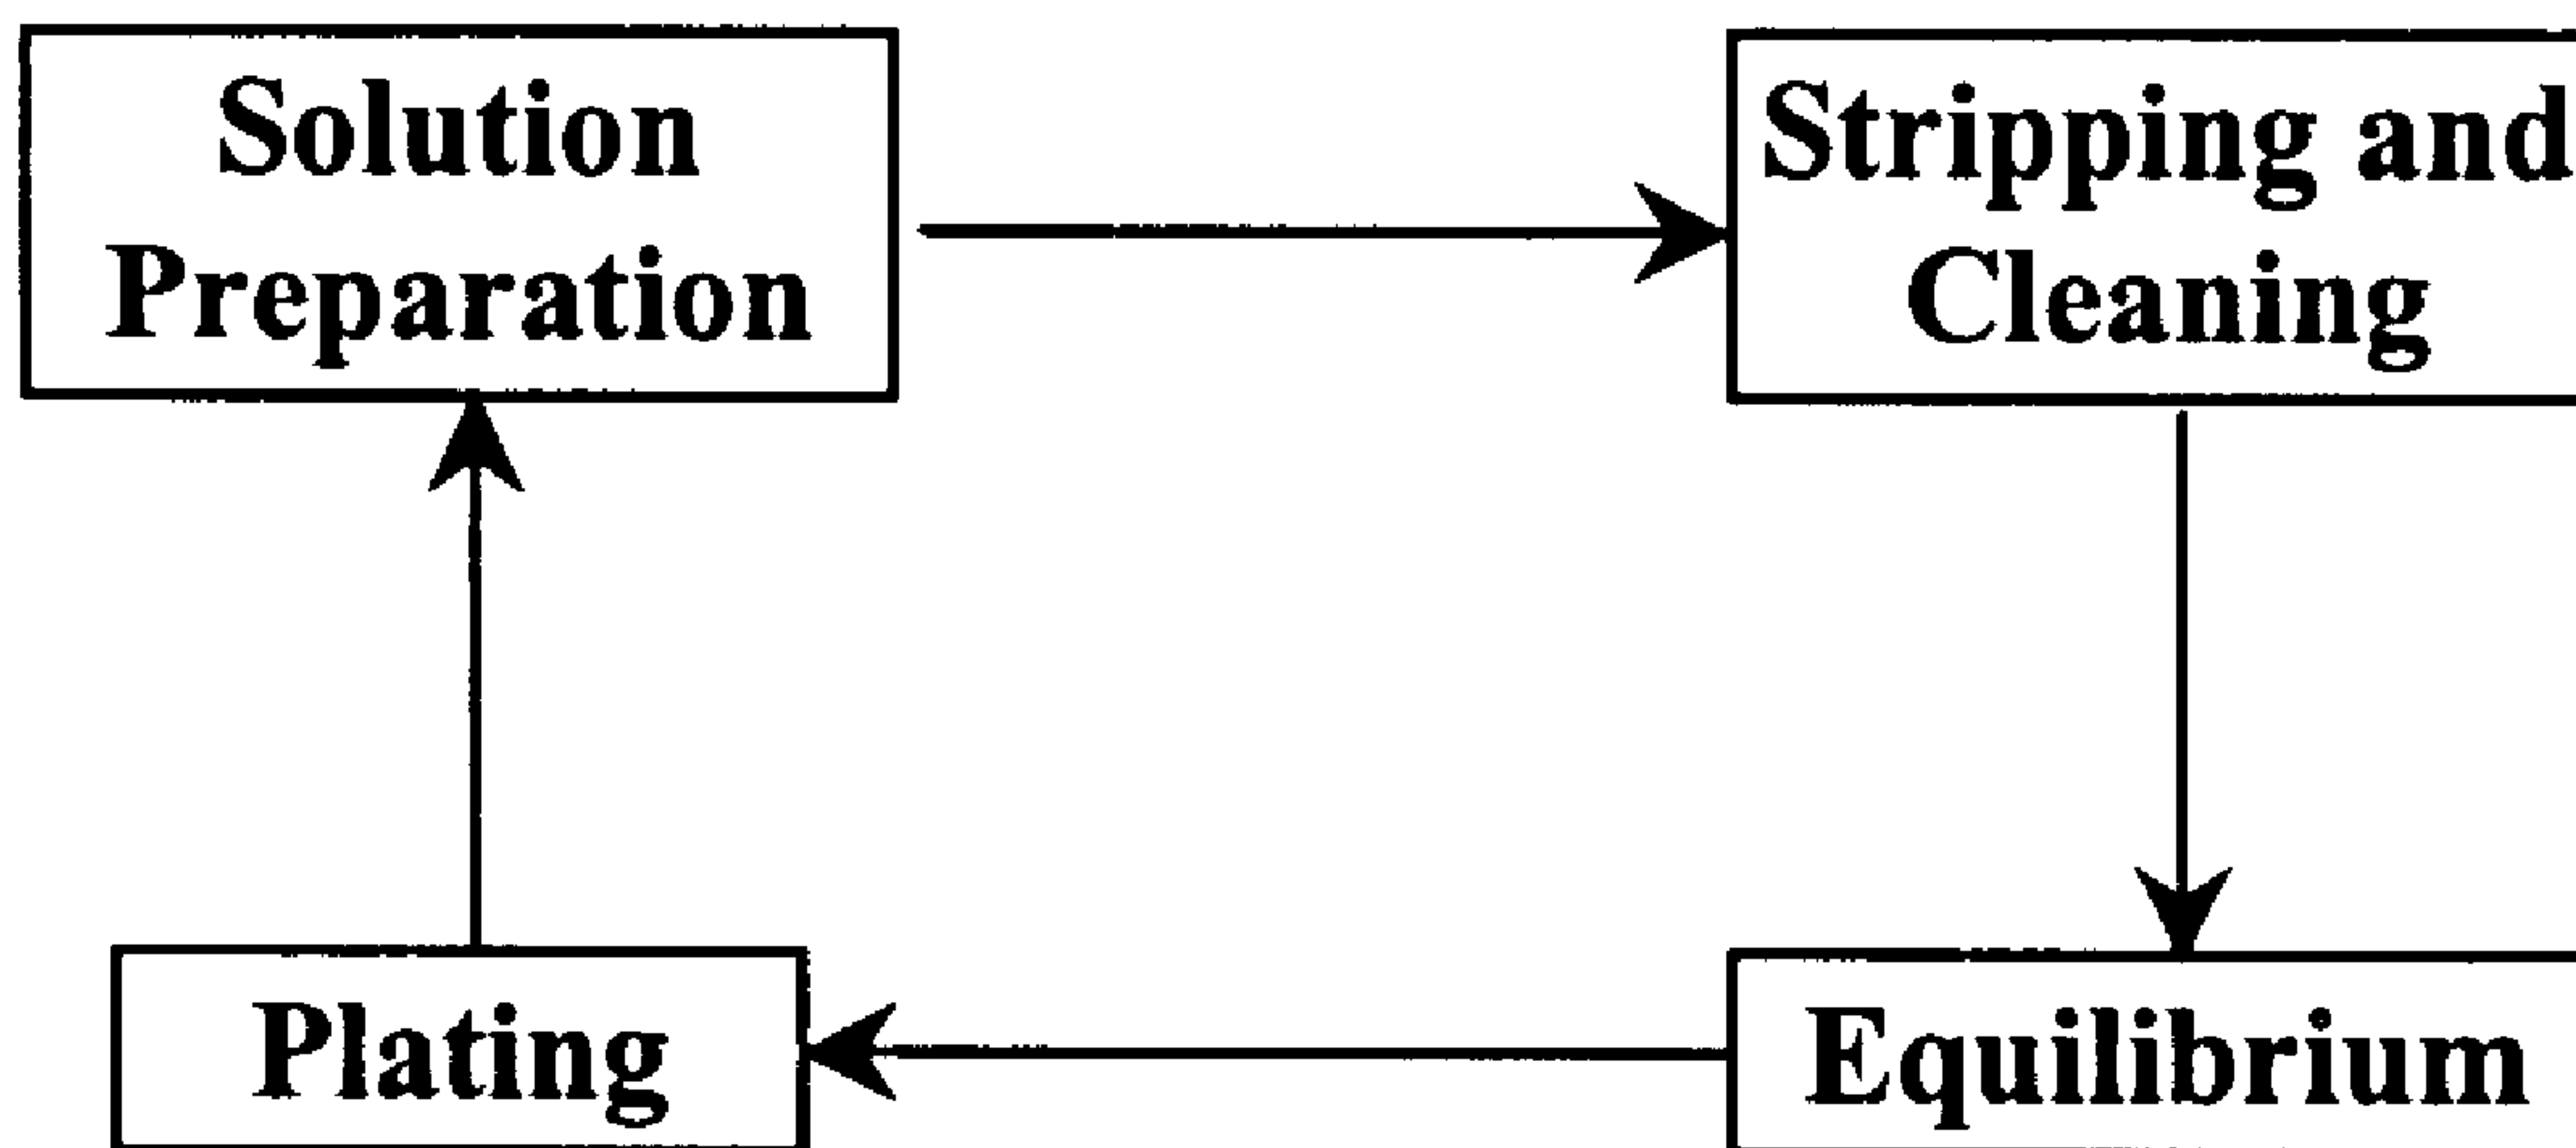 Solution
Preparation
Stripping and
Cleaning
Plating
Equilibrium